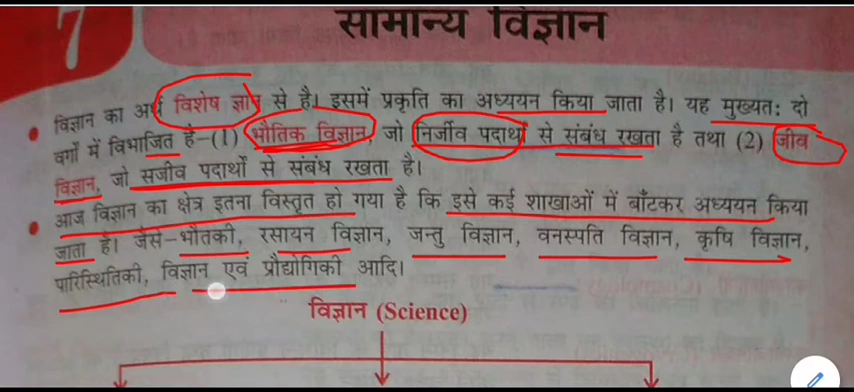 7
सामान्य विज्ञान
विज्ञान का अर्थ विशेष ज्ञान से है। इसमें प्रकृति का अध्ययन किया जाता है। यह मुख्यतः दो
वर्गों में विभाजित है–(1) भौतिक विज्ञान, जो निर्जीव पदार्थों से संबंध रखता है तथा (2) जीव
विज्ञान, जो सजीव पदार्थों से संबंध रखता है।
आज विज्ञान का क्षेत्र इतना विस्तृत हो गया है कि इसे कई शाखाओं में बाँटकर अध्ययन किया
जाता है। जैसे–भौतकी, रसायन विज्ञान, जन्तु विज्ञान, वनस्पति विज्ञान, कृषि विज्ञान,
पारिस्थितिकी, विज्ञान एवं प्रौद्योगिकी आदि।
विज्ञान (Science)